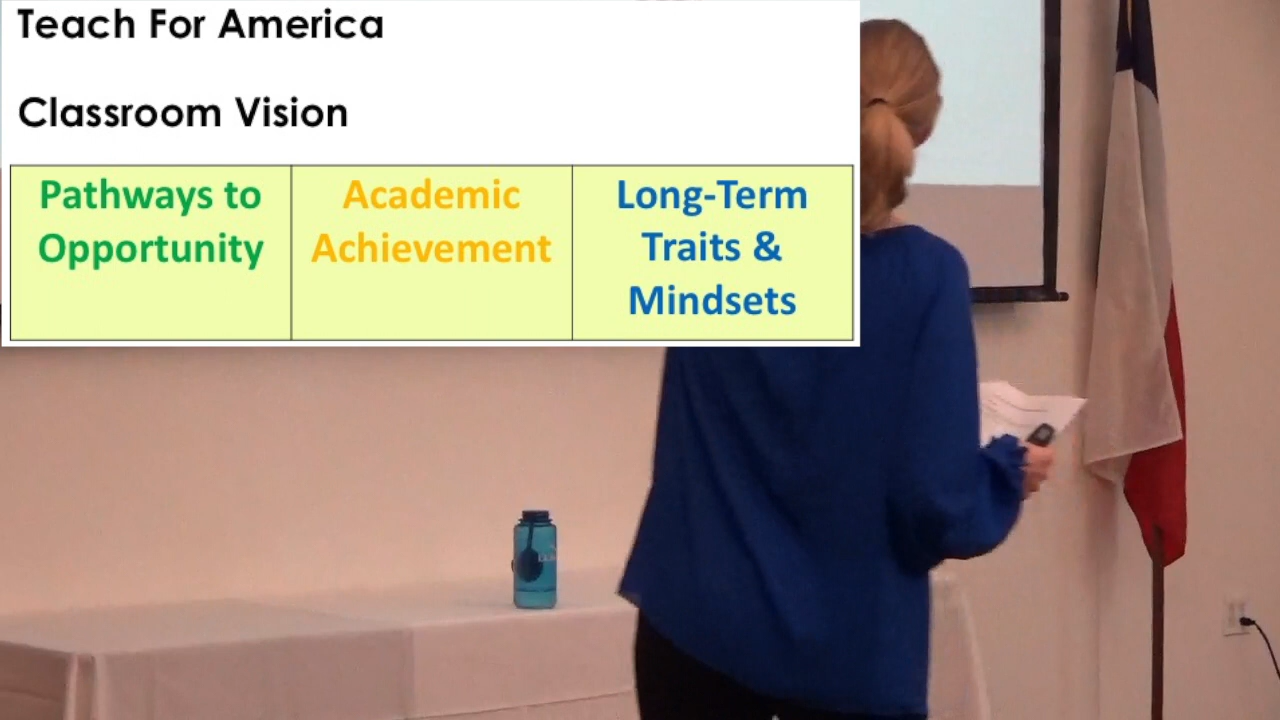 Teach For America
Classroom Vision
Pathways to
Opportunity
Academic
Achievement
Long-Term
Traits &
Mindsets